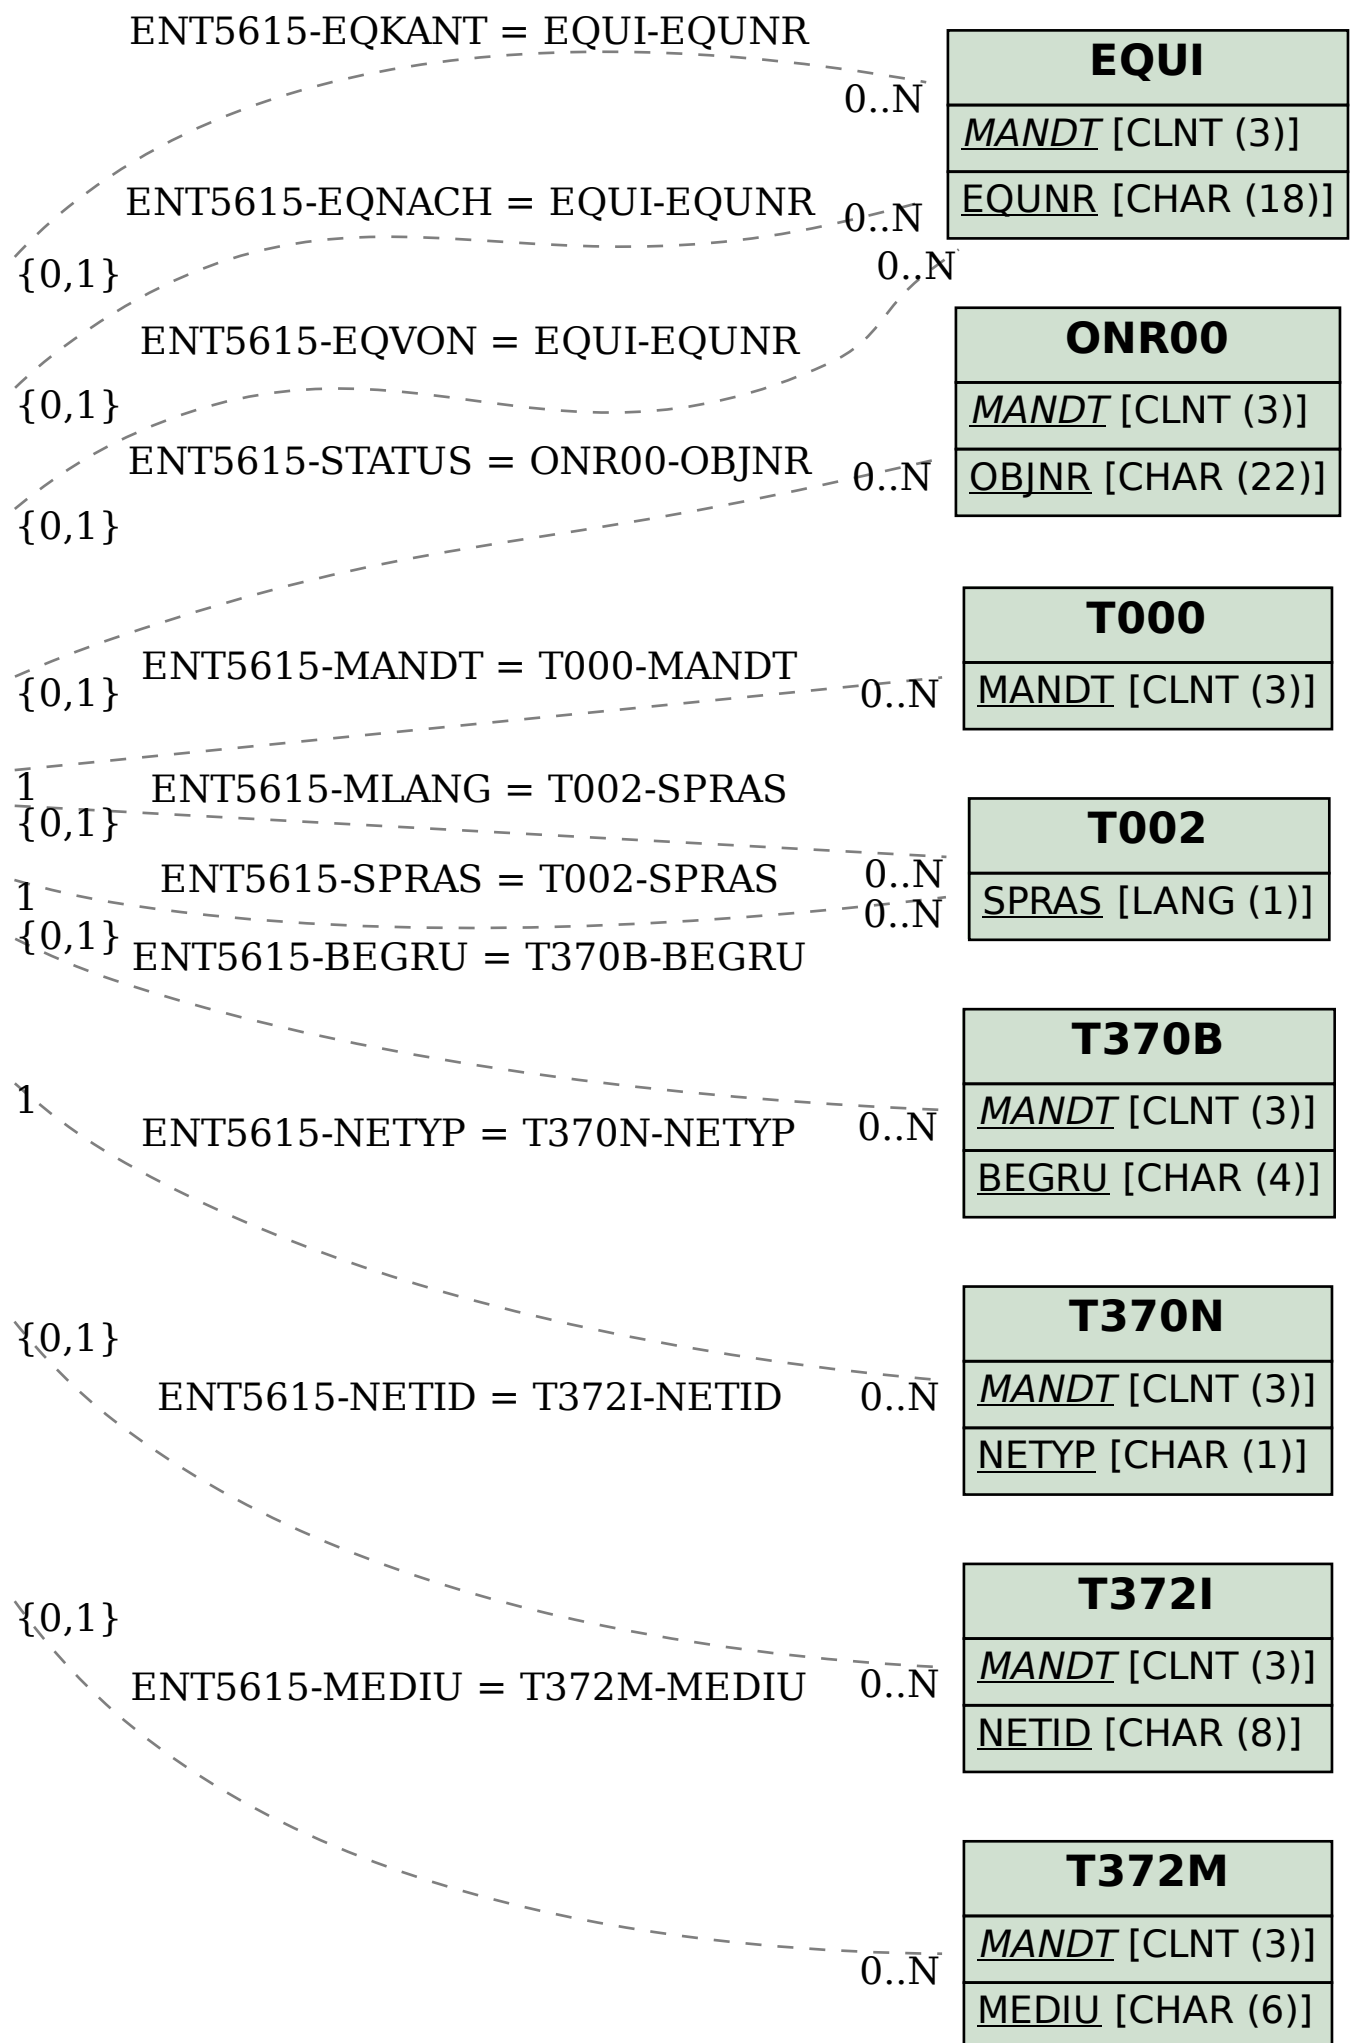 ENT5615-EQKANT = EQUI-EQUNR
EQUI
0..N
MANDT [CLNT (3)]
ENT5615-EQNACH = EQUI-EQUNR
EQUNR [CHAR (18)]
0..N
{0,1}
0..N
ENT5615-EQVON = EQUI-EQUNR
ONR00
{0,1}
MANDT [CLNT (3)]
ENT5615-STATUS = ONR00-OBJNR
0..N
OBJNR [CHAR (22)]
{0,1}
T000
ENT5615-MANDT = T000-MANDT
{0,1}
0..N
MANDT [CLNT (3)]
1
ENT5615-MLANG = T002-SPRAS
{0,1}
T002
ENT5615-SPRAS = T002-SPRAS
0..N
1
0..N
SPRAS [LANG (1)]
{0,1}
ENT5615-BEGRU = T370B-BEGRU
T370B
1
MANDT [CLNT (3)]
ENT5615-NETYP = T370N-NETYP
0..N
BEGRU [CHAR (4)]
T370N
{0,1}
ENT5615-NETID = T372I-NETID
0..N
MANDT [CLNT (3)]
NETYP [CHAR (1)]
T372I
{0,1}
MANDT [CLNT (3)]
ENT5615-MEDIU = T372M-MEDIU
0..N
NETID [CHAR (8)]
T372M
MANDT [CLNT (3)]
0..N
MEDIU [CHAR (6)]